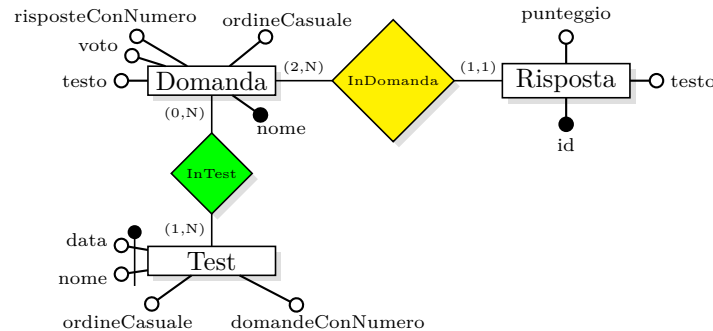 risposteConNumero
ordineCasuale
punteggio
voto
testo
Domanda
(2,N)
InDomanda
(1,1)
Risposta
testo
(0,N)
nome
id
InTest
(1,N)
data
nome
Test
ordineCasuale
domandeConNumero